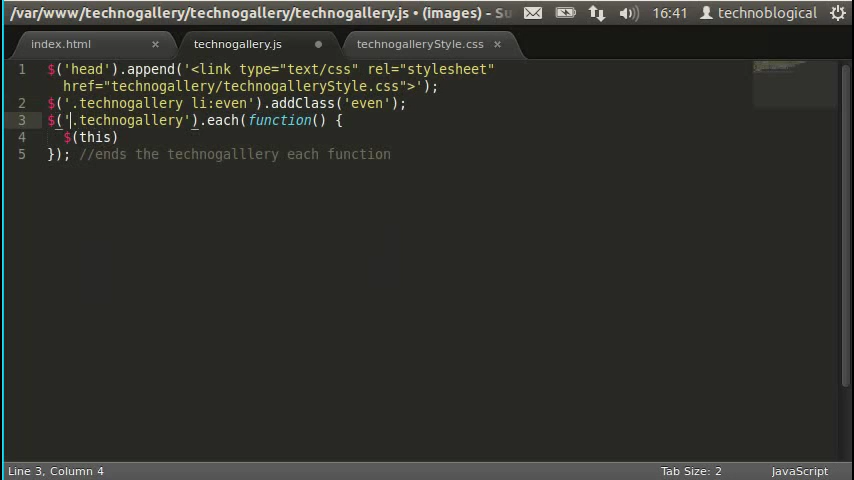 /var/www/technogallery/technogallery/technogallery.js • (images) - Su
16:41
technoblogical
index.html
technogallery.js
technogalleryStyle.css
1 $('head').append('<link type="text/css" rel="stylesheet"
href="technogallery/technogalleryStyle.css">');
2 $('.technogallery li:even').addClass('even');
3 $('.technogallery').each(function() {
4 $(this)
5 }); //ends the technogalllery each function
Line 3, Column 4
Tab Size: 2
JavaScript